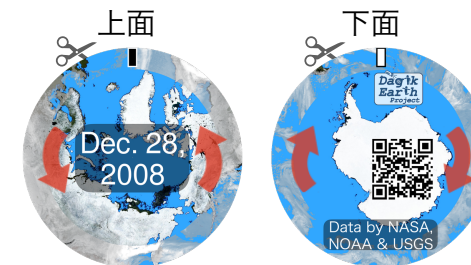 上面
下面
Dec. 28,
2008
Dagik
Earth
Project
Data by NASA,
NOAA & USGS